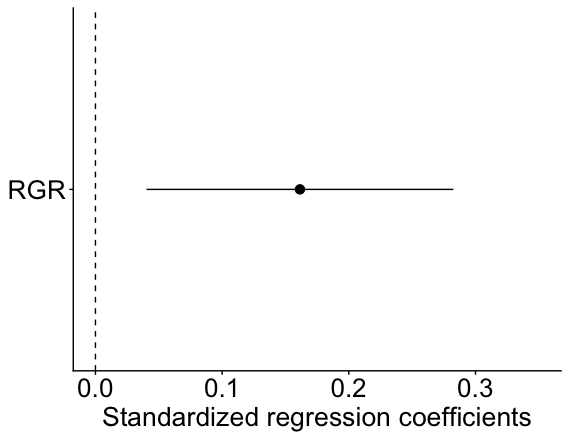 RGR
0.0 0.1 0.2 0.3
Standardized regression coefficients